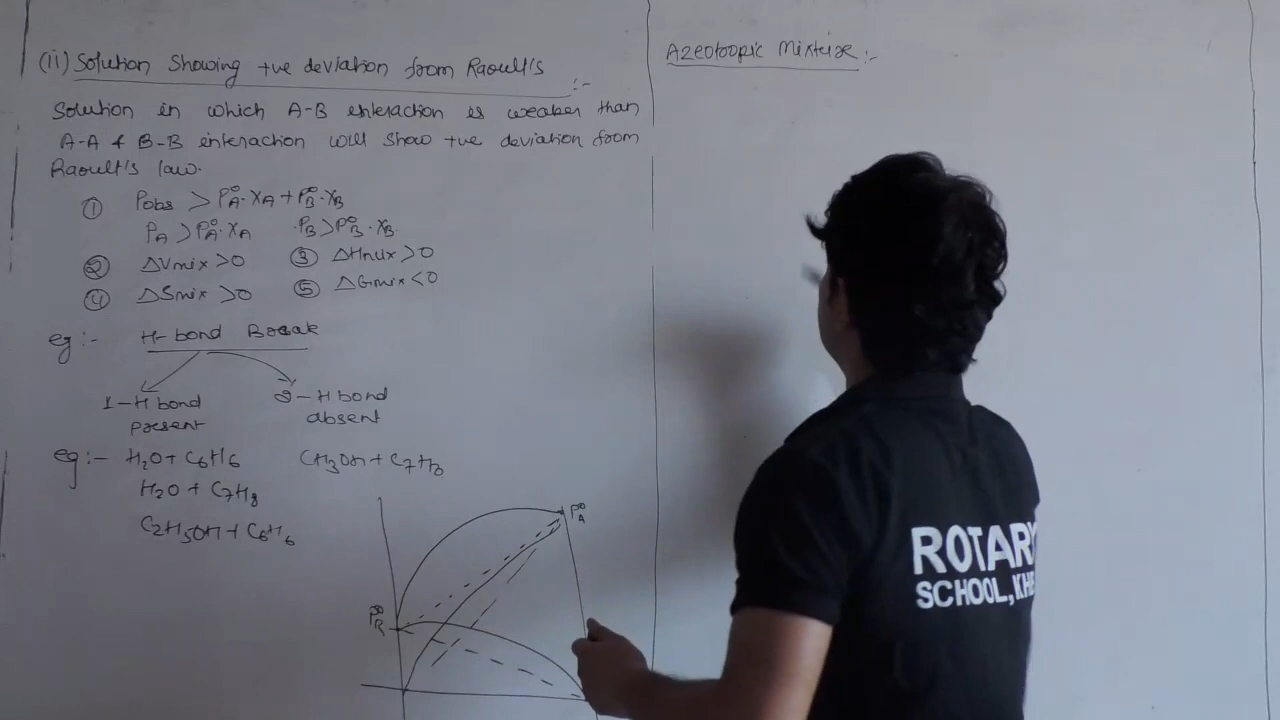 (ii) Solution Showing +ve deviation from Raoult's :-
Solution in which A-B interaction is weaker than
A-A & B-B interaction will show +ve deviation from
Raoult's law.
① Pobs > P°A·XA + P°B·XB
PA > P°A·XA PB > P°B·XB
② ΔVmix > 0 ③ ΔHmix > 0
④ ΔSmix > 0 ⑤ ΔGmix < 0
eg :- H-bond Break
1-H bond present
2-H bond absent
eg :- H2O + C6H6 CH3OH + C7H8
H2O + C7H8
C2H5OH + C6H6
P°A
P°B
Azeotropic Mixture :-
ROTARY
SCHOOL, KH